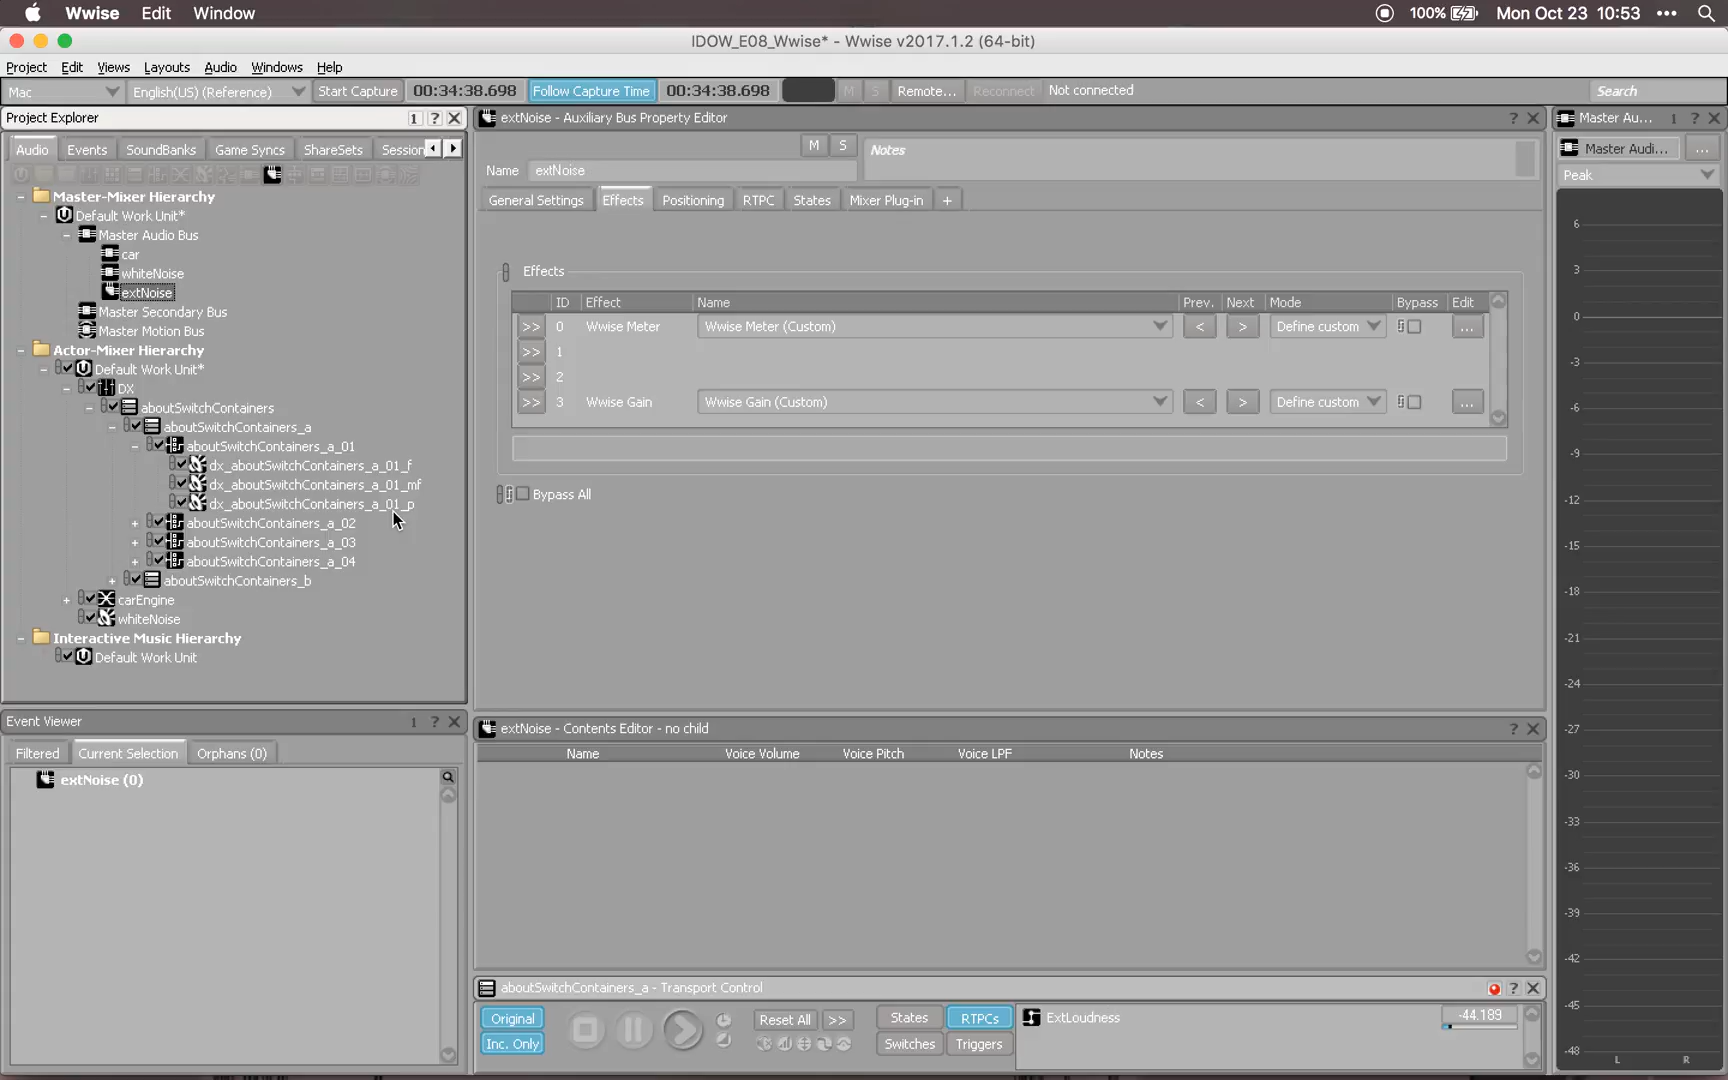 Wwise Edit Window 100% Mon Oct 23 10:53
IDOW_E08_Wwise* - Wwise v2017.1.2 (64-bit)
Project Edit Views Layouts Audio Windows Help
Mac English(US) (Reference) Start Capture 00:34:38.698 Follow Capture Time 00:34:38.698 M S Remote... Reconnect Not connected Search
Project Explorer 1 ?
Audio Events SoundBanks Game Syncs ShareSets Session
Master-Mixer Hierarchy
Default Work Unit*
Master Audio Bus
car
whiteNoise
extNoise
Master Secondary Bus
Master Motion Bus
Actor-Mixer Hierarchy
Default Work Unit*
DX
aboutSwitchContainers
aboutSwitchContainers_a
aboutSwitchContainers_a_01
dx_aboutSwitchContainers_a_01_f
dx_aboutSwitchContainers_a_01_mf
dx_aboutSwitchContainers_a_01_p
aboutSwitchContainers_a_02
aboutSwitchContainers_a_03
aboutSwitchContainers_a_04
aboutSwitchContainers_b
carEngine
whiteNoise
Interactive Music Hierarchy
Default Work Unit
Event Viewer 1 ?
Filtered Current Selection Orphans (0)
extNoise (0)
extNoise - Auxiliary Bus Property Editor ?
M S Notes
Name extNoise
General Settings Effects Positioning RTPC States Mixer Plug-in +
Effects
ID Effect Name Prev. Next Mode Bypass Edit
>> 0 Wwise Meter Wwise Meter (Custom) < > Define custom ...
>> 1
>> 2
>> 3 Wwise Gain Wwise Gain (Custom) < > Define custom ...
Bypass All
extNoise - Contents Editor - no child ?
Name Voice Volume Voice Pitch Voice LPF Notes
aboutSwitchContainers_a - Transport Control ?
Original Reset All >> States RTPCs ExtLoudness -44.189
Inc. Only Switches Triggers
Master Au... 1 ?
Master Audi... ...
Peak
6
3
0
-3
-6
-9
-12
-15
-18
-21
-24
-27
-30
-33
-36
-39
-42
-45
-48
L R